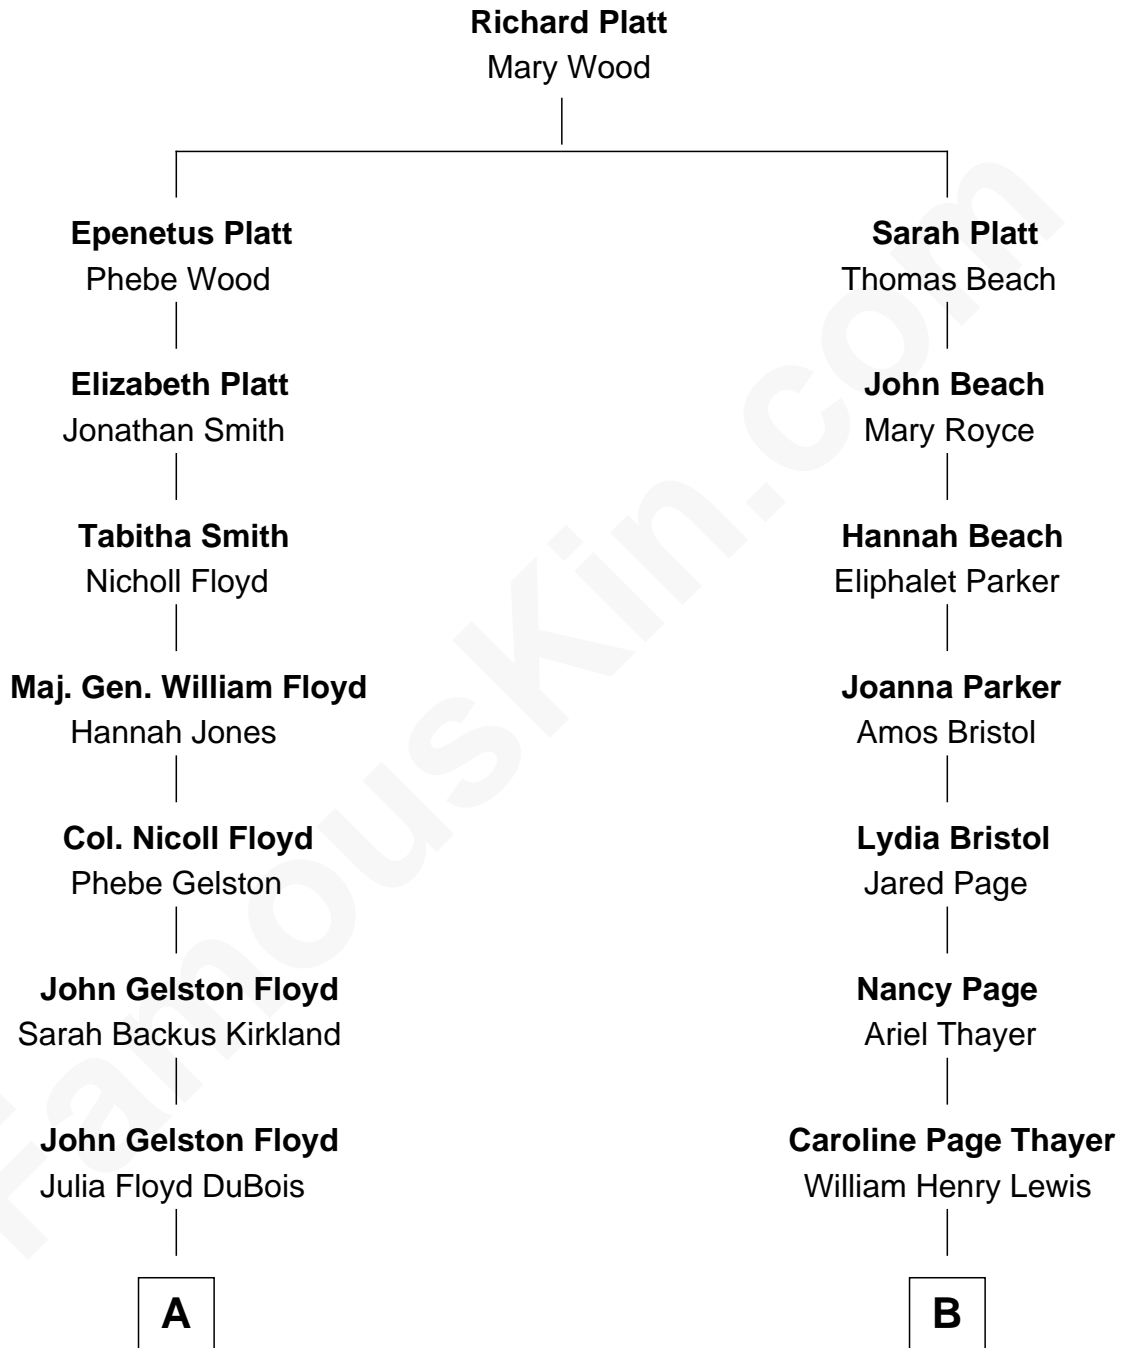 Richard Platt
Mary Wood
Epenetus Platt
Phebe Wood
Sarah Platt
Thomas Beach
Elizabeth Platt
Jonathan Smith
John Beach
Mary Royce
Tabitha Smith
Nicholl Floyd
Hannah Beach
Eliphalet Parker
Maj. Gen. William Floyd
Hannah Jones
Joanna Parker
Amos Bristol
Col. Nicoll Floyd
Phebe Gelston
Lydia Bristol
Jared Page
John Gelston Floyd
Sarah Backus Kirkland
Nancy Page
Ariel Thayer
John Gelston Floyd
Julia Floyd DuBois
Caroline Page Thayer
William Henry Lewis
A
B
FamousKin.com